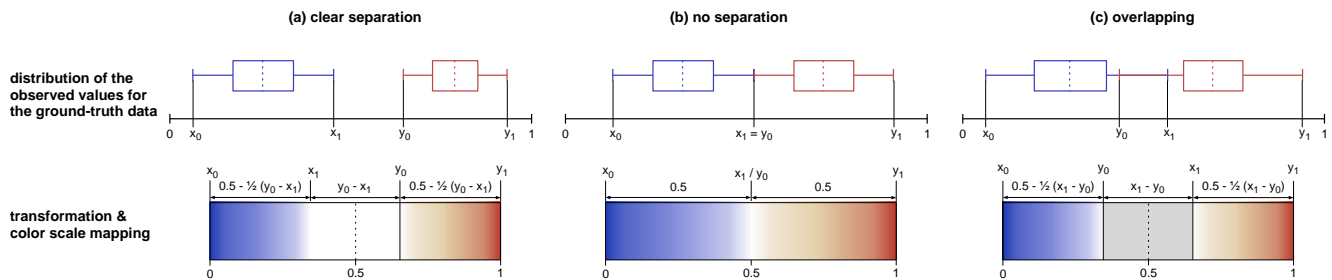 (a) clear separation
(b) no separation
(c) overlapping
distribution of the
observed values for
the ground-truth data
0 x₀ x₁ y₀ y₁ 1
0 x₀ x₁ = y₀ y₁ 1
0 x₀ y₀ x₁ y₁ 1
x₀ x₁ y₀ y₁
0.5 - ½ (y₀ - x₁) y₀ - x₁ 0.5 - ½ (y₀ - x₁)
x₀ x₁ / y₀ y₁
0.5 0.5
x₀ y₀ x₁ y₁
0.5 - ½ (x₁ - y₀) x₁ - y₀ 0.5 - ½ (x₁ - y₀)
transformation &
color scale mapping
0 0.5 1
0 0.5 1
0 0.5 1